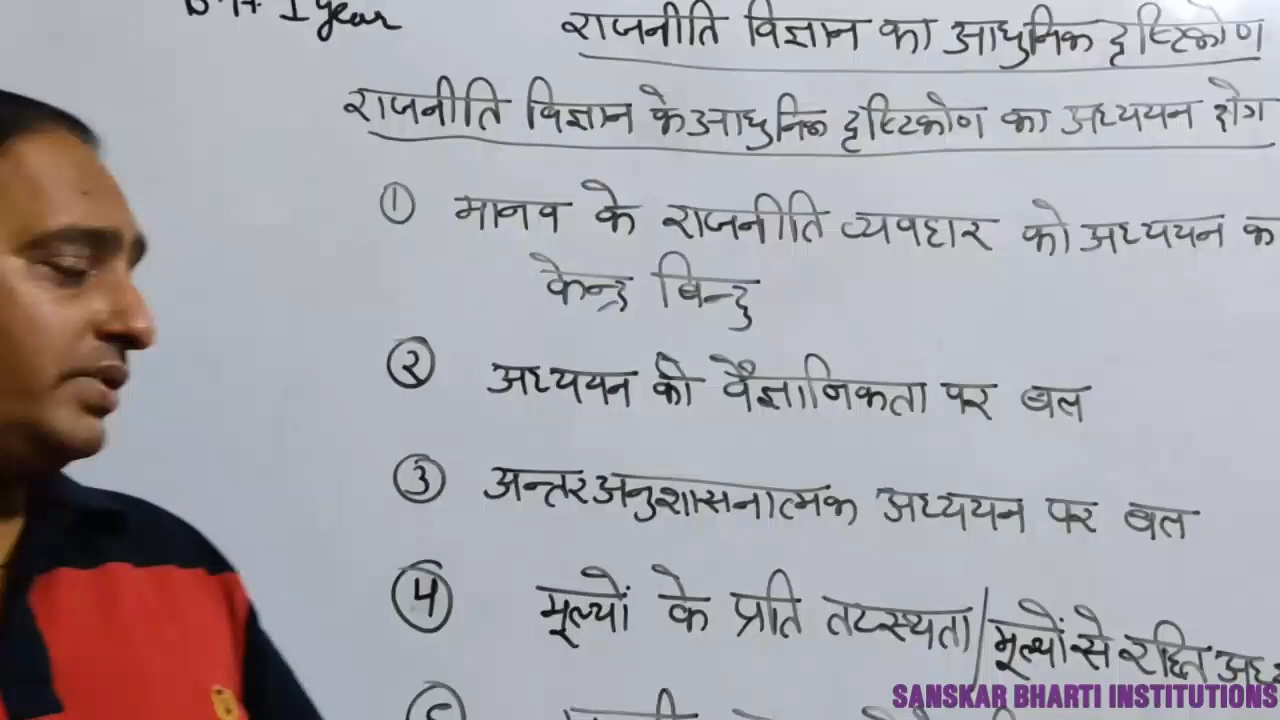 B.A. I year
राजनीति विज्ञान का आधुनिक दृष्टिकोण
राजनीति विज्ञान के आधुनिक दृष्टिकोण का अध्ययन क्षेत्र
① मानव के राजनीति व्यवहार को अध्ययन क
केन्द्र बिन्दु
② अध्ययन की वैज्ञानिकता पर बल
③ अन्तरअनुशासनात्मक अध्ययन पर बल
④ मूल्यों के प्रति तटस्थता / मूल्यों से रहित अध्य
SANSKAR BHARTI INSTITUTIONS